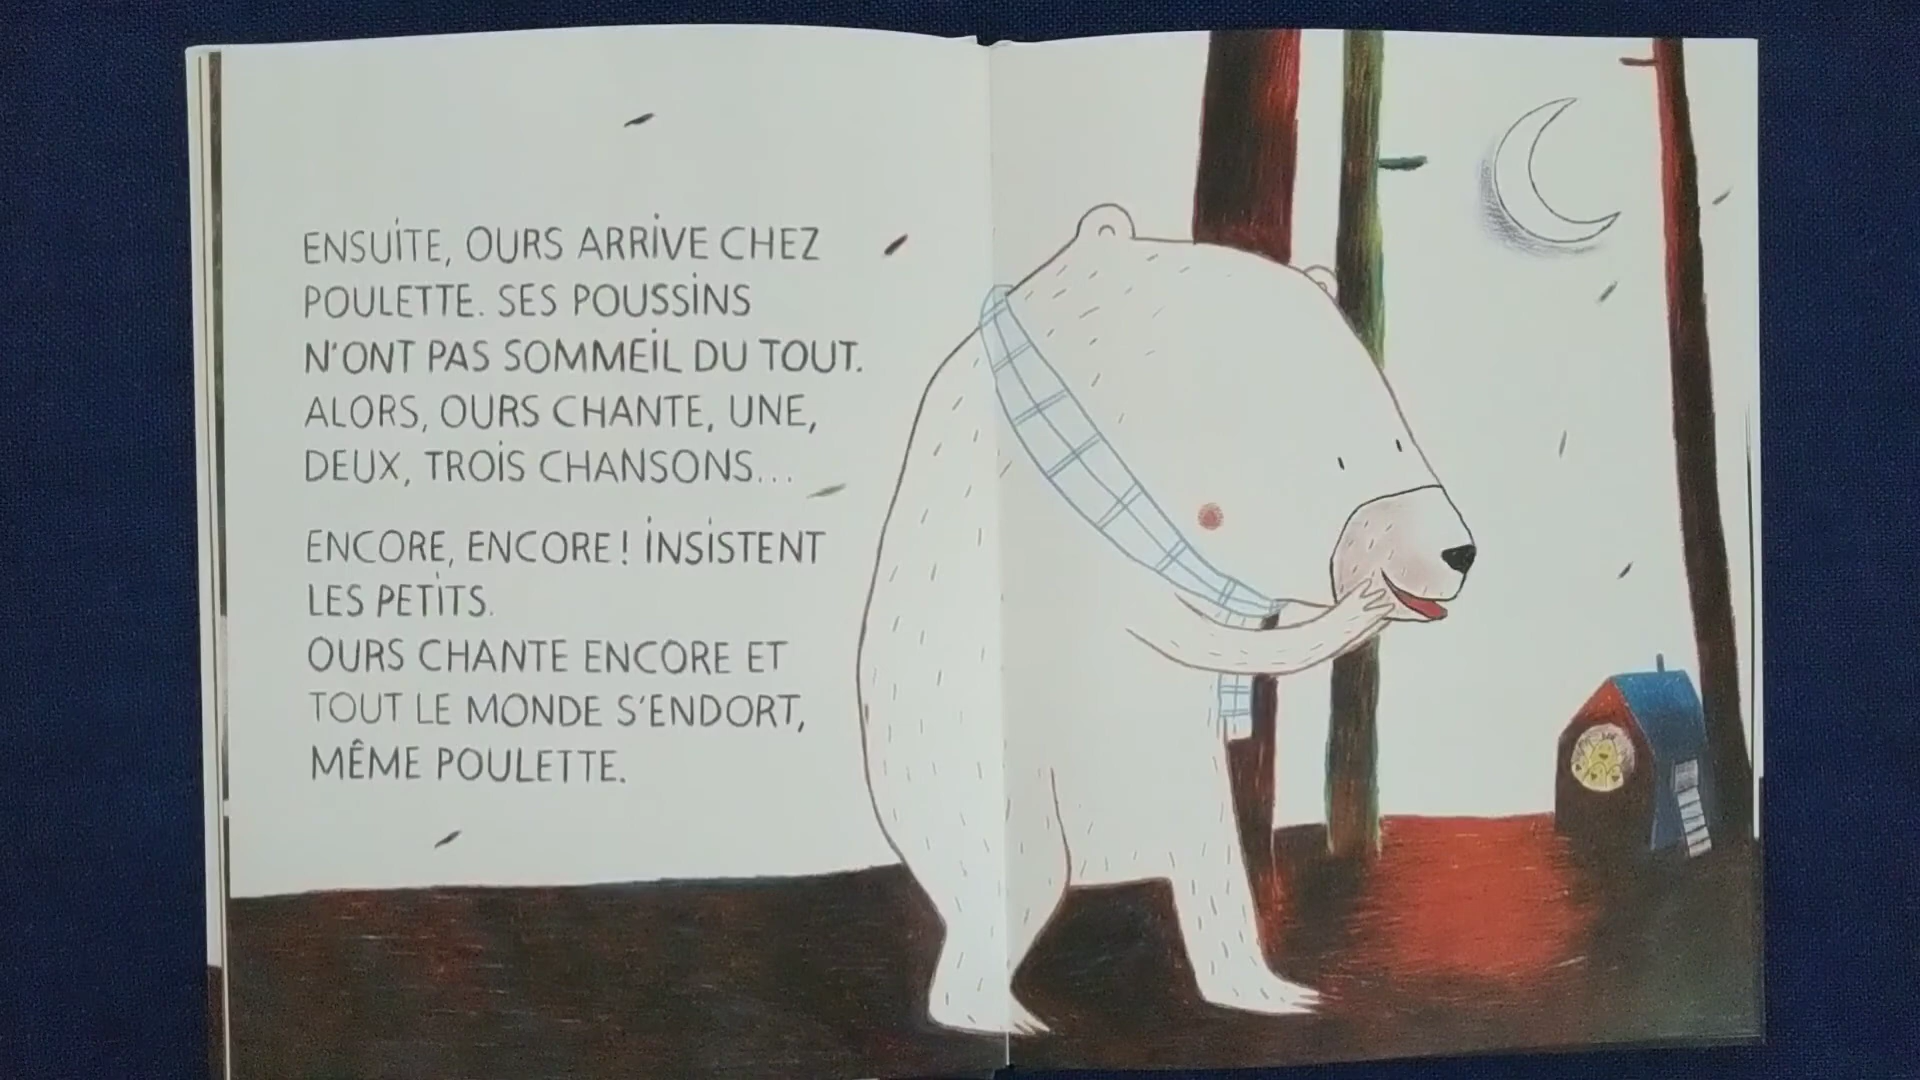 ENSUITE, OURS ARRIVE CHEZ
POULETTE. SES POUSSINS
N'ONT PAS SOMMEIL DU TOUT.
ALORS, OURS CHANTE, UNE,
DEUX, TROIS CHANSONS...
ENCORE, ENCORE! INSISTENT
LES PETITS.
OURS CHANTE ENCORE ET
TOUT LE MONDE S'ENDORT,
MÊME POULETTE.